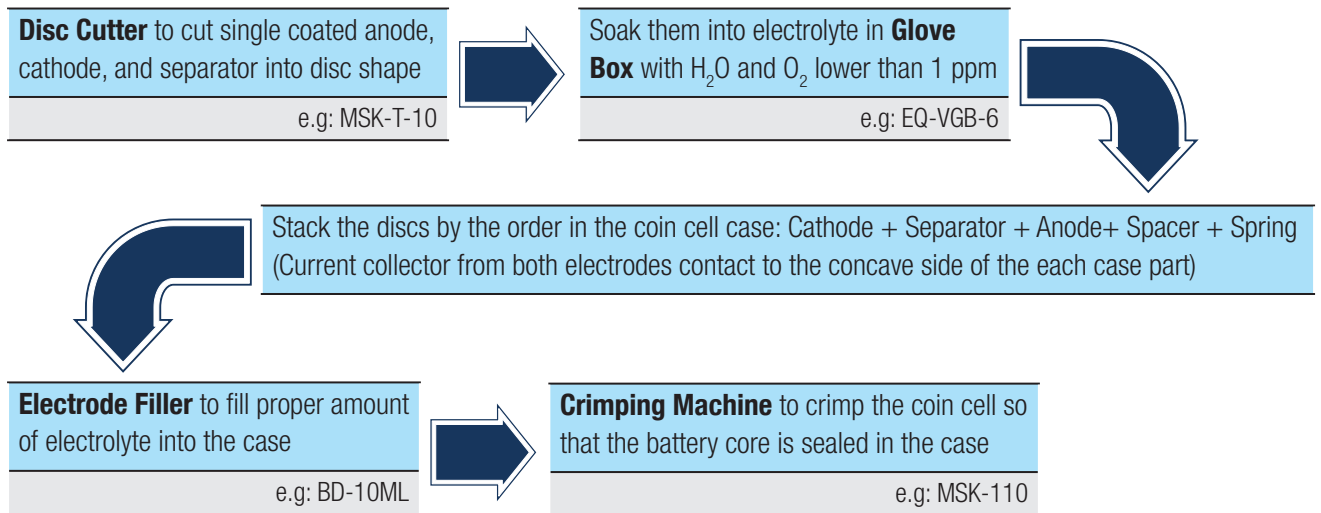 Disc Cutter to cut single coated anode,
cathode, and separator into disc shape
e.g: MSK-T-10
Soak them into electrolyte in Glove
Box with H₂O and O₂ lower than 1 ppm
e.g: EQ-VGB-6
Stack the discs by the order in the coin cell case: Cathode + Separator + Anode+ Spacer + Spring
(Current collector from both electrodes contact to the concave side of the each case part)
Electrode Filler to fill proper amount
of electrolyte into the case
e.g: BD-10ML
Crimping Machine to crimp the coin cell so
that the battery core is sealed in the case
e.g: MSK-110